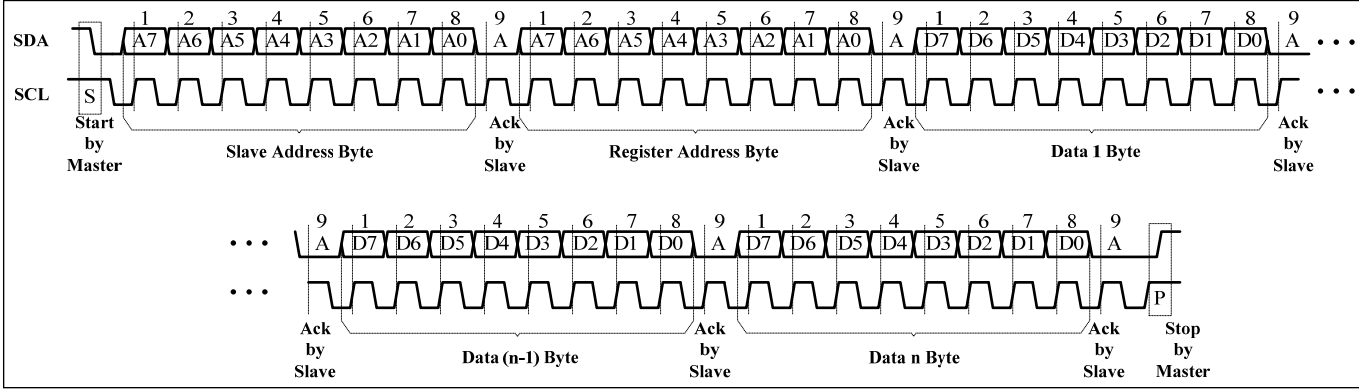 1 2 3 4 5 6 7 8 9 1 2 3 4 5 6 7 8 9 1 2 3 4 5 6 7 8 9
SDA A7 A6 A5 A4 A3 A2 A1 A0 A A7 A6 A5 A4 A3 A2 A1 A0 A D7 D6 D5 D4 D3 D2 D1 D0 A • • •
SCL S • • •
Start by Master
Slave Address Byte
Ack by Slave
Register Address Byte
Ack by Slave
Data 1 Byte
Ack by Slave
9 1 2 3 4 5 6 7 8 9 1 2 3 4 5 6 7 8 9
• • • A D7 D6 D5 D4 D3 D2 D1 D0 A D7 D6 D5 D4 D3 D2 D1 D0 A
• • • P
Ack by Slave
Data (n-1) Byte
Ack by Slave
Data n Byte
Ack by Slave
Stop by Master